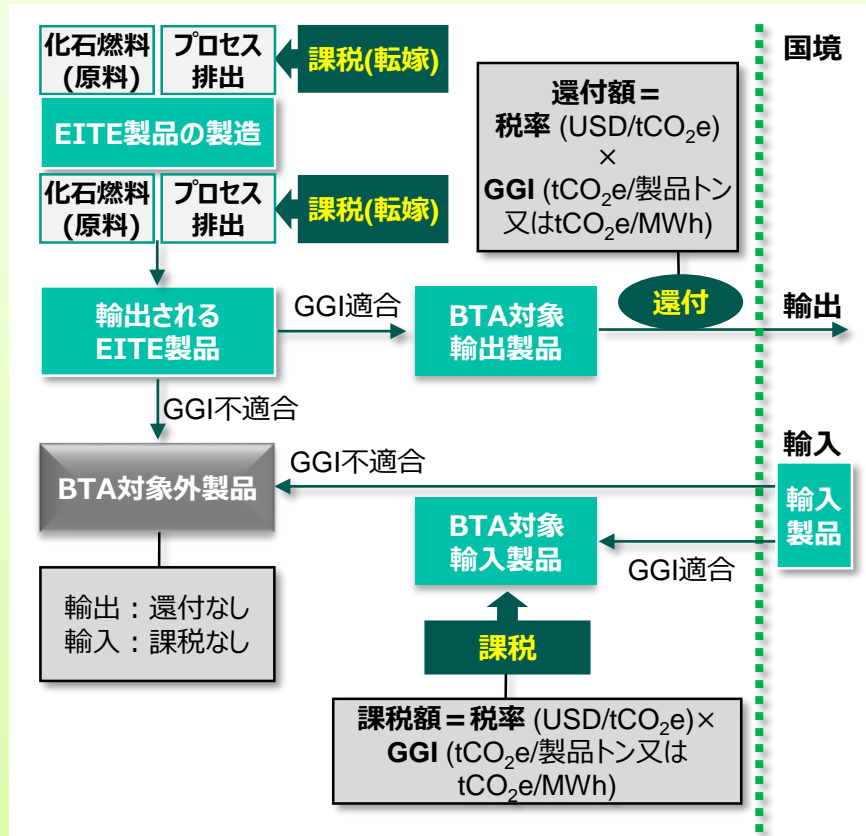 化石燃料
(原料)
プロセス
排出
課税(転嫁)
EITE製品の製造
化石燃料
(原料)
プロセス
排出
課税(転嫁)
還付額＝
税率 (USD/tCO₂e)
×
GGI (tCO₂e/製品トン
又はtCO₂e/MWh)
国境
輸出される
EITE製品
GGI適合
BTA対象
輸出製品
還付
輸出
GGI不適合
BTA対象外製品
GGI不適合
輸入
輸入
製品
BTA対象
輸入製品
GGI適合
輸出：還付なし
輸入：課税なし
課税
課税額＝税率 (USD/tCO₂e)×
GGI (tCO₂e/製品トン又は
tCO₂e/MWh)